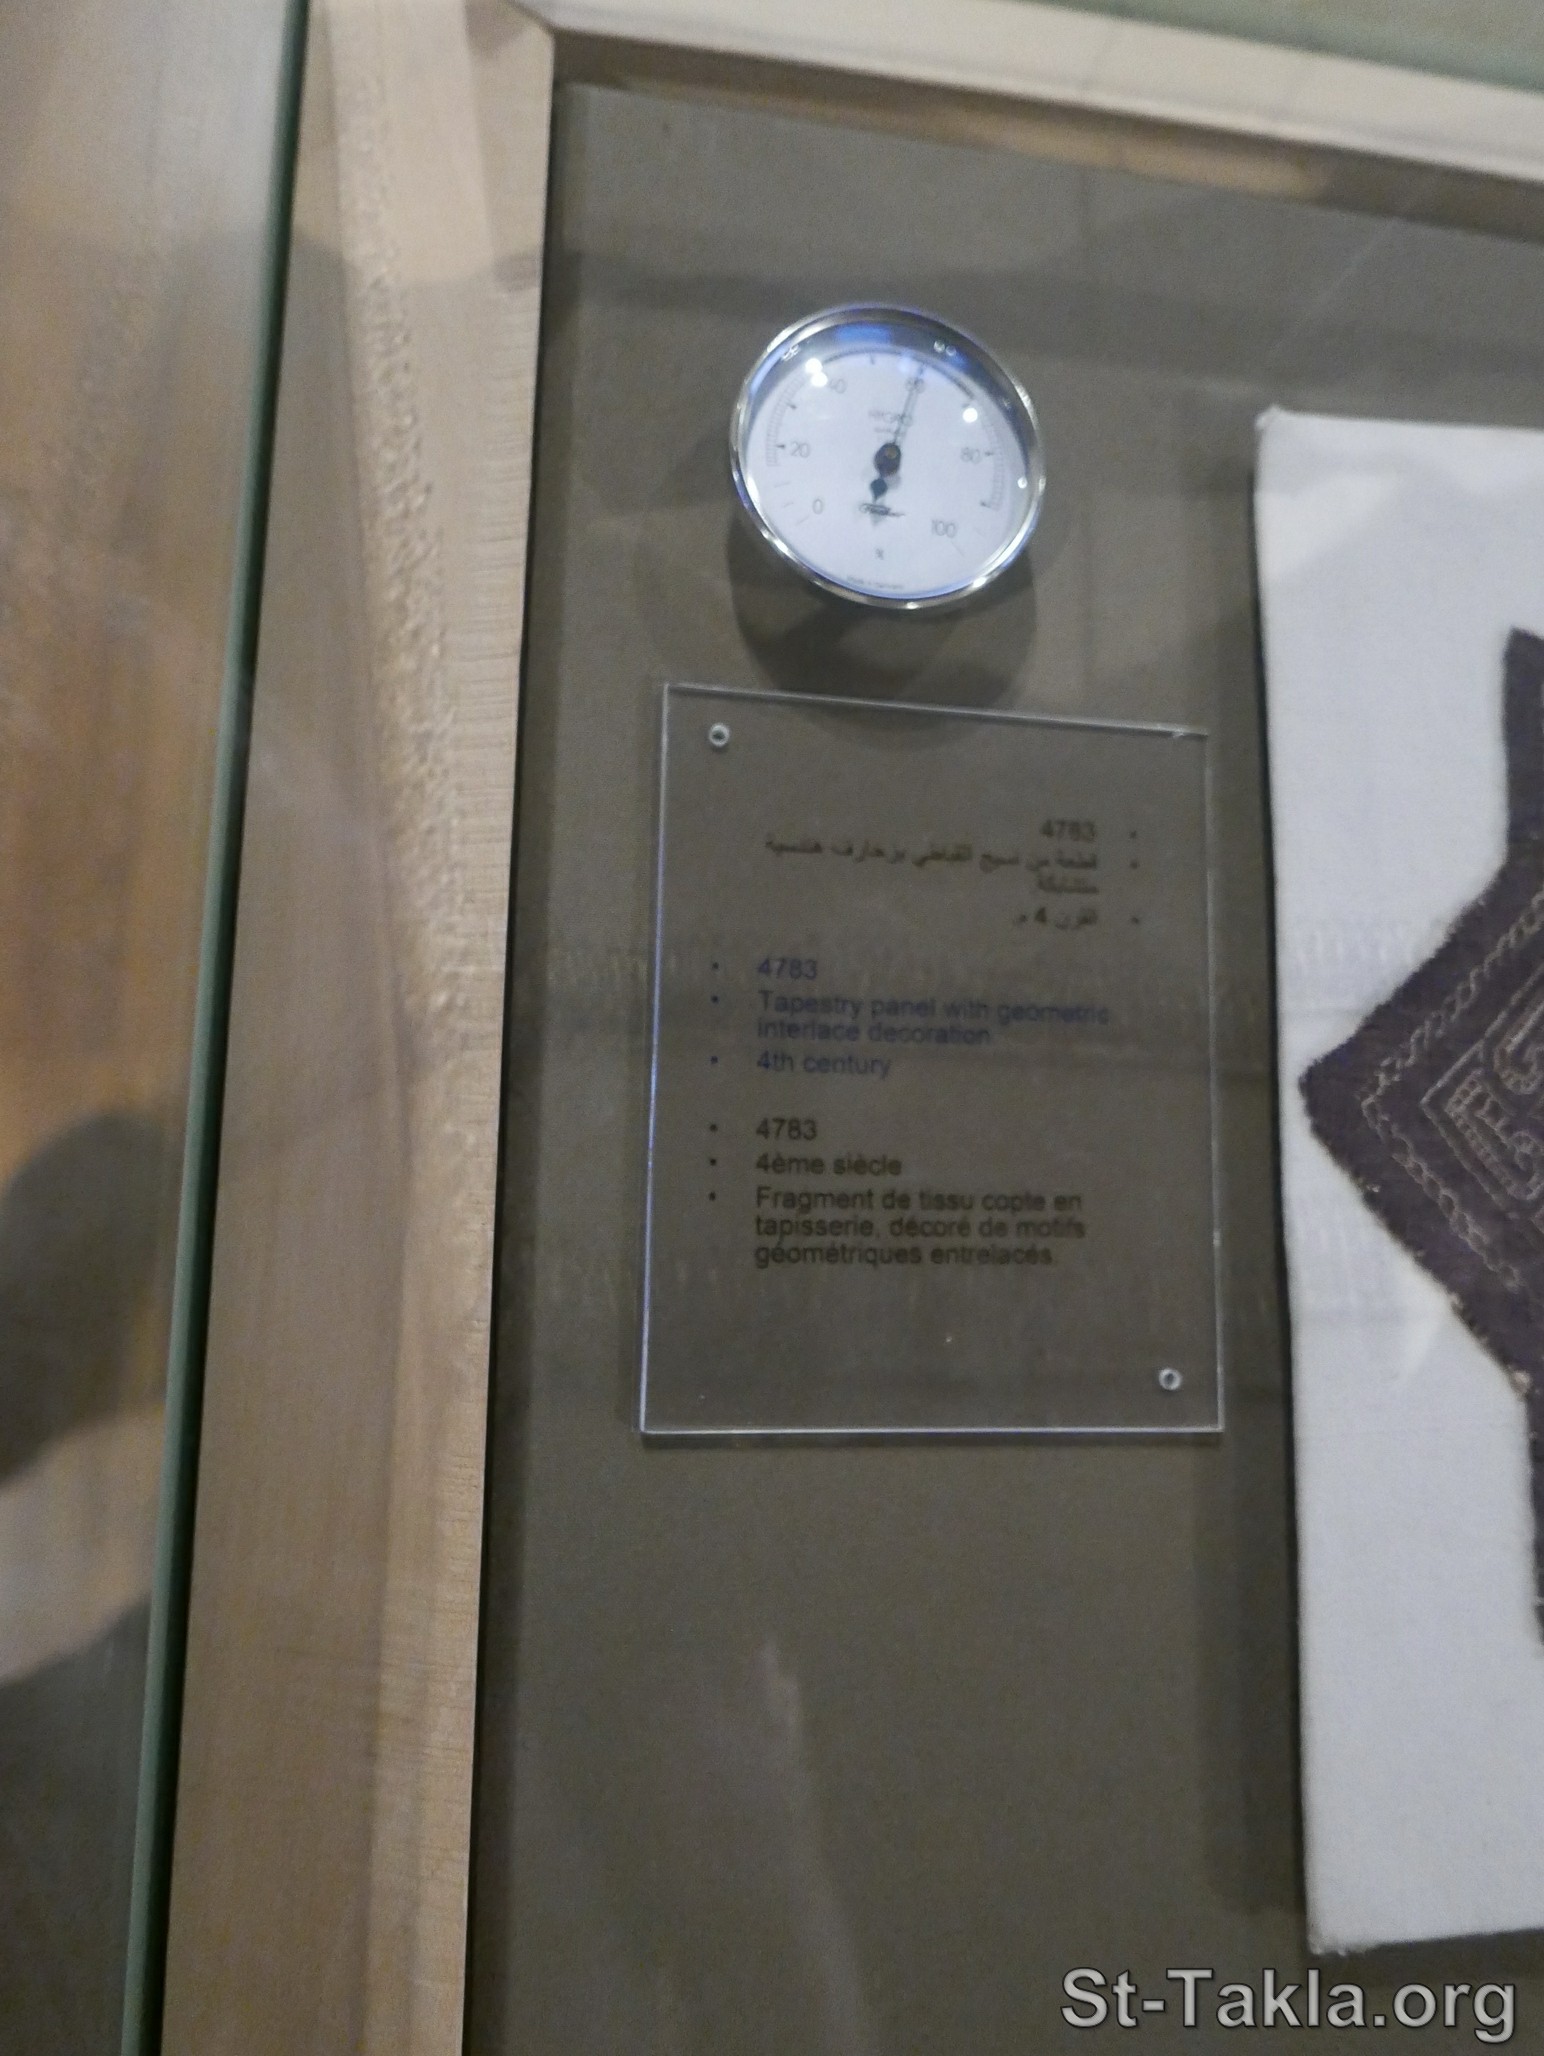 40
60
20
80
0
100
%
4783
قطعة من نسيج القباطي بزخارف هندسية
متشابكة
القرن 4 م.
4783
Tapestry panel with geometric
interlace decoration
4th century
4783
4ème siècle
Fragment de tissu copte en
tapisserie, décoré de motifs
géométriques entrelacés.
St-Takla.org